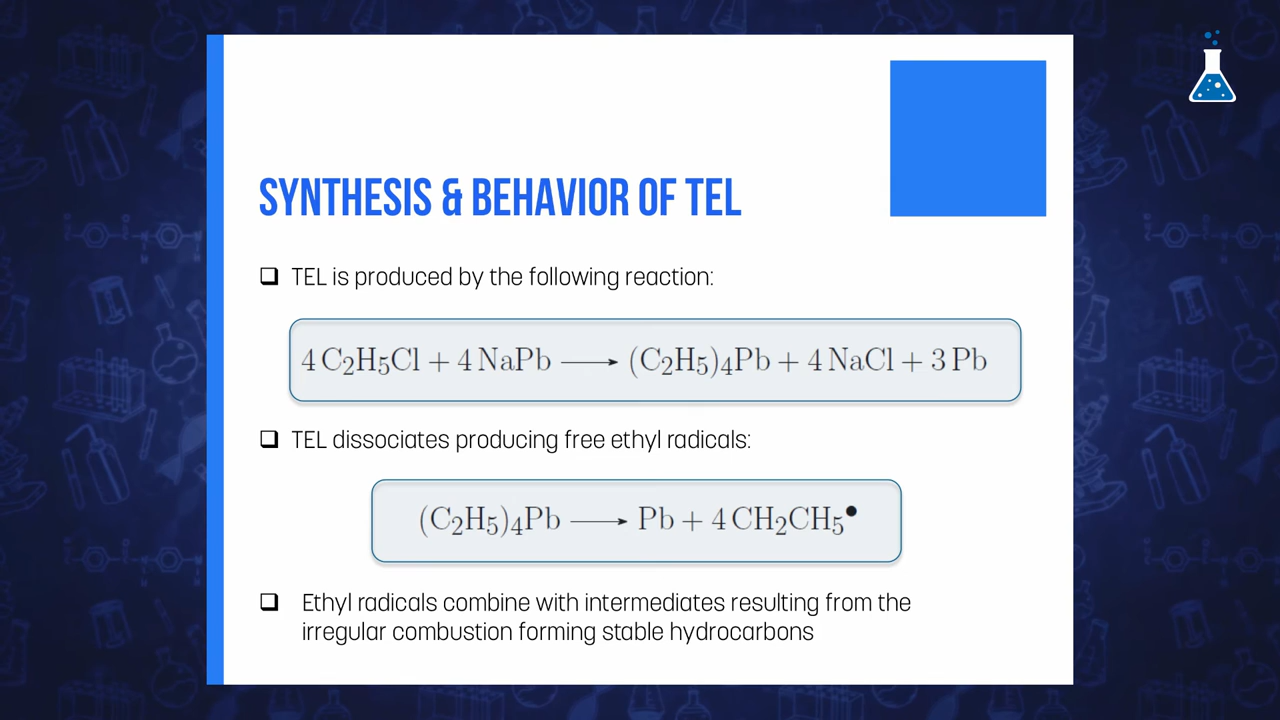 SYNTHESIS & BEHAVIOR OF TEL
❑ TEL is produced by the following reaction:
4 C₂H₅Cl + 4 NaPb ⟶ (C₂H₅)₄Pb + 4 NaCl + 3 Pb
❑ TEL dissociates producing free ethyl radicals:
(C₂H₅)₄Pb ⟶ Pb + 4 CH₂CH₅•
❑ Ethyl radicals combine with intermediates resulting from the
irregular combustion forming stable hydrocarbons